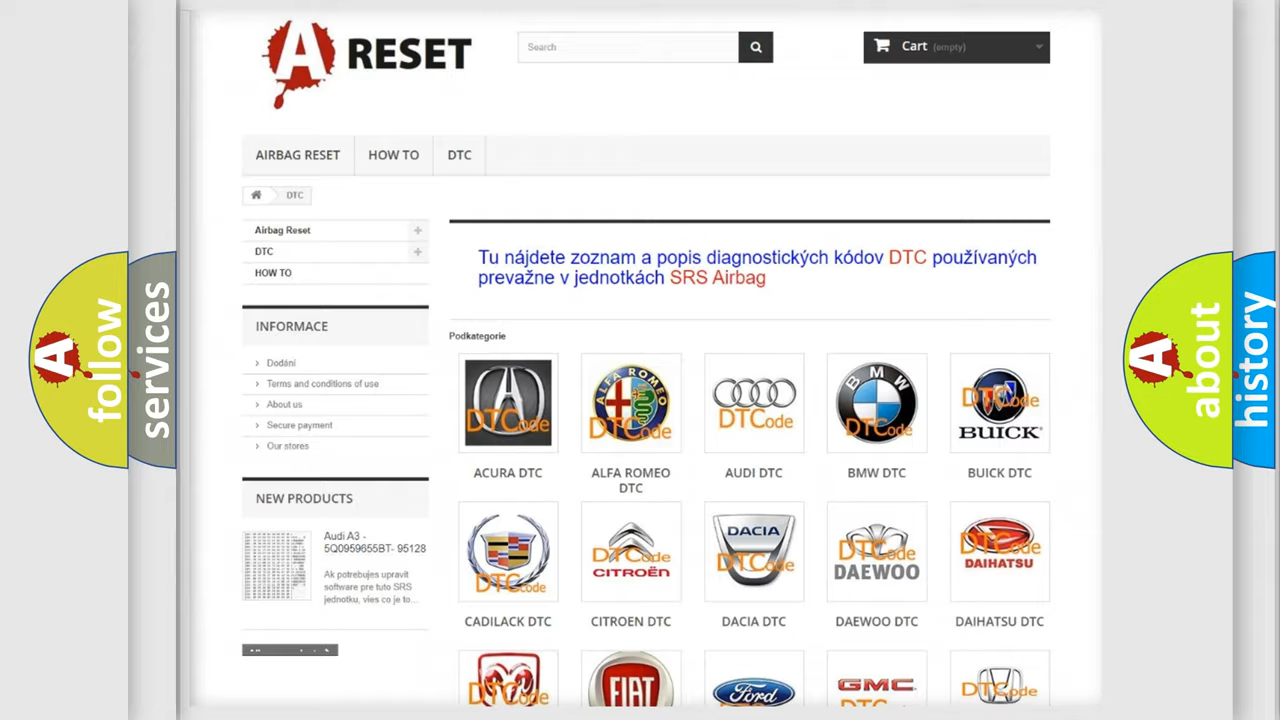 A RESET
Search
Cart (empty)
AIRBAG RESET
HOW TO
DTC
DTC
Airbag Reset
DTC
HOW TO
INFORMACE
Dodání
Terms and conditions of use
About us
Secure payment
Our stores
NEW PRODUCTS
Audi A3 -
5Q0959655BT- 95128
Ak potrebujes upravit
software pre tuto SRS
jednotku, vies co je to...
Tu nájdete zoznam a popis diagnostických kódov DTC používaných
prevažne v jednotkách SRS Airbag
Podkategorie
DTCode
ALFA ROMEO
DTCode
DTCode
BMW
DTCode
DTCode
BUICK
ACURA DTC
ALFA ROMEO
DTC
AUDI DTC
BMW DTC
BUICK DTC
DTCode
DTCode
CITROËN
DACIA
DTCode
DTCode
DAEWOO
DTCode
DAIHATSU
CADILACK DTC
CITROEN DTC
DACIA DTC
DAEWOO DTC
DAIHATSU DTC
DTCode
FIAT
Ford
GMC
DTCode
A follow
services
A about
history